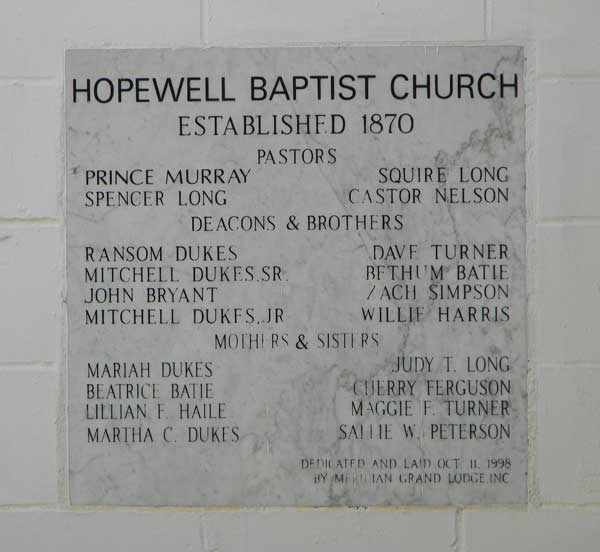 HOPEWELL BAPTIST CHURCH
ESTABLISHED 1870
PASTORS
PRINCE MURRAY SQUIRE LONG
SPENCER LONG CASTOR NELSON
DEACONS & BROTHERS
RANSOM DUKES DAVE TURNER
MITCHELL DUKES, SR. BETHUM BATIE
JOHN BRYANT ZACH SIMPSON
MITCHELL DUKES, JR WILLIE HARRIS
MOTHERS & SISTERS
MARIAH DUKES JUDY T. LONG
BEATRICE BATIE CHERRY FERGUSON
LILLIAN F. HAILE MAGGIE F. TURNER
MARTHA C. DUKES SALLIE W. PETERSON
DEDICATED AND LAID OCT. 11, 1998
BY MERIDIAN GRAND LODGE, INC.